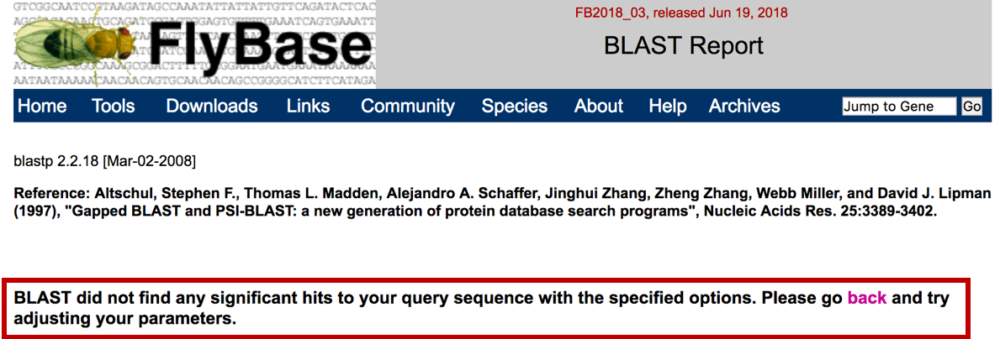 GTCGGCAATCCGTAAGATAGCCAAATATTATTATTGTTCAGATACTCAC
FlyBase
FB2018_03, released Jun 19, 2018
BLAST Report
Home Tools Downloads Links Community Species About Help Archives Jump to Gene Go
blastp 2.2.18 [Mar-02-2008]
Reference: Altschul, Stephen F., Thomas L. Madden, Alejandro A. Schaffer, Jinghui Zhang, Zheng Zhang, Webb Miller, and David J. Lipman
(1997), "Gapped BLAST and PSI-BLAST: a new generation of protein database search programs", Nucleic Acids Res. 25:3389-3402.
BLAST did not find any significant hits to your query sequence with the specified options. Please go back and try
adjusting your parameters.